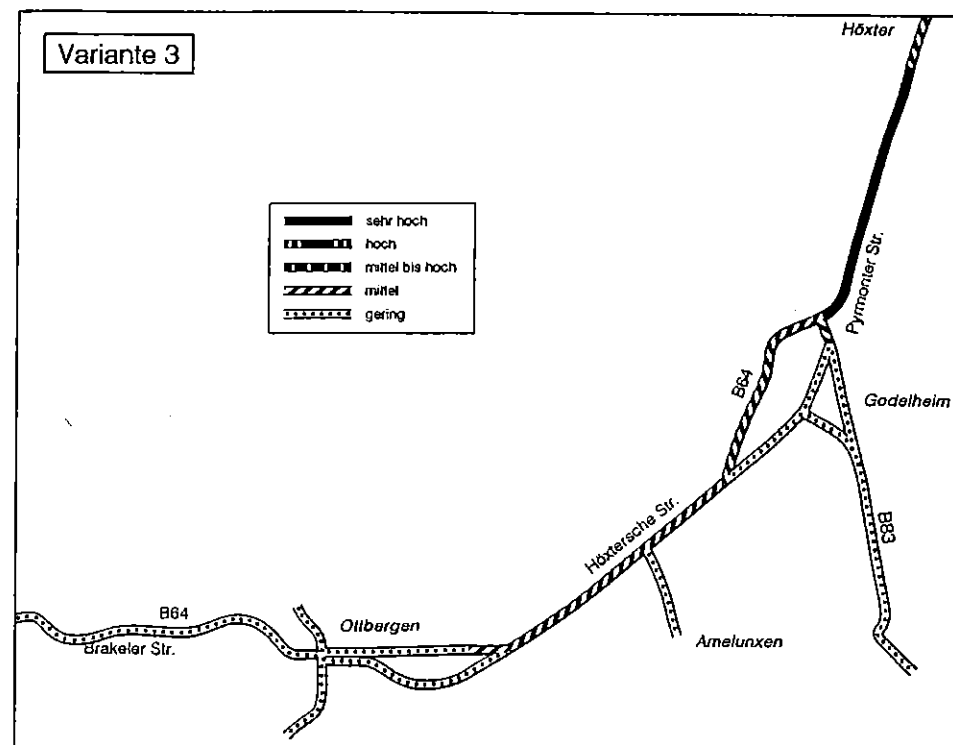 Höxter
Variante 3
sehr hoch
hoch
mittel bis hoch
mittel
gering
Pyrmonter Str.
B64
Godelheim
Höxtersche Str.
B83
B64
Ottbergen
Brakeler Str.
Amelunxen